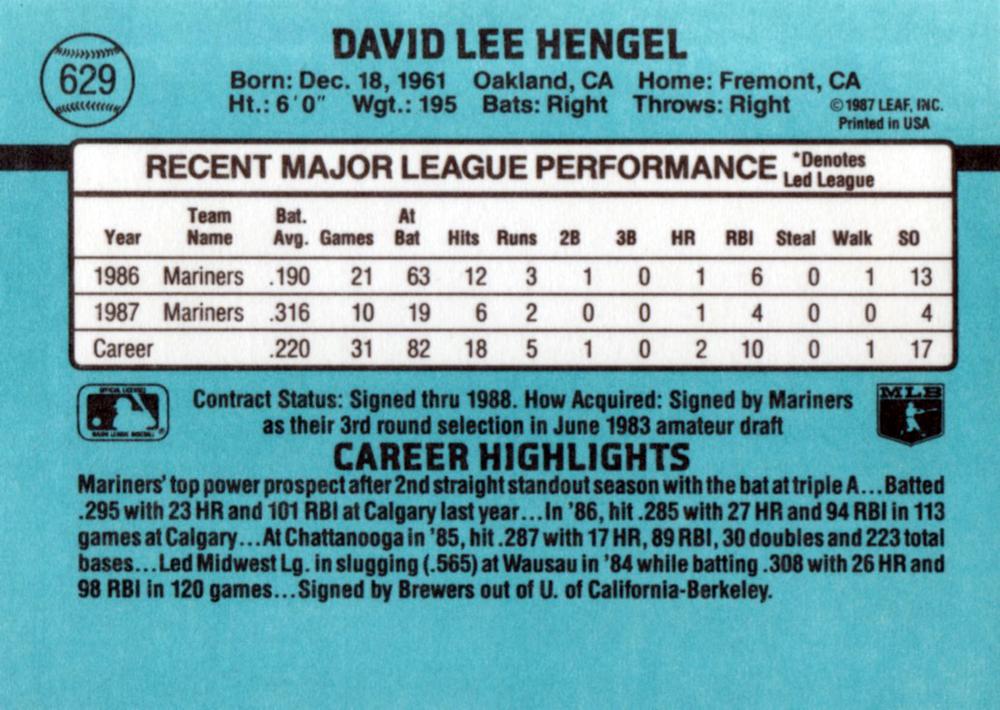 629
DAVID LEE HENGEL
Born: Dec. 18, 1961 Oakland, CA Home: Fremont, CA
Ht.: 6'0" Wgt.: 195 Bats: Right Throws: Right
©1987 LEAF, INC.
Printed in USA
RECENT MAJOR LEAGUE PERFORMANCE *Denotes Led League
Year Team Name Bat. Avg. Games At Bat Hits Runs 2B 3B HR RBI Steal Walk SO
1986 Mariners .190 21 63 12 3 1 0 1 6 0 1 13
1987 Mariners .316 10 19 6 2 0 0 1 4 0 0 4
Career .220 31 82 18 5 1 0 2 10 0 1 17
MLB
Contract Status: Signed thru 1988. How Acquired: Signed by Mariners
as their 3rd round selection in June 1983 amateur draft
CAREER HIGHLIGHTS
Mariners' top power prospect after 2nd straight standout season with the bat at triple A...Batted
.295 with 23 HR and 101 RBI at Calgary last year...In '86, hit .285 with 27 HR and 94 RBI in 113
games at Calgary...At Chattanooga in '85, hit .287 with 17 HR, 89 RBI, 30 doubles and 223 total
bases...Led Midwest Lg. in slugging (.565) at Wausau in '84 while batting .308 with 26 HR and
98 RBI in 120 games...Signed by Brewers out of U. of California-Berkeley.